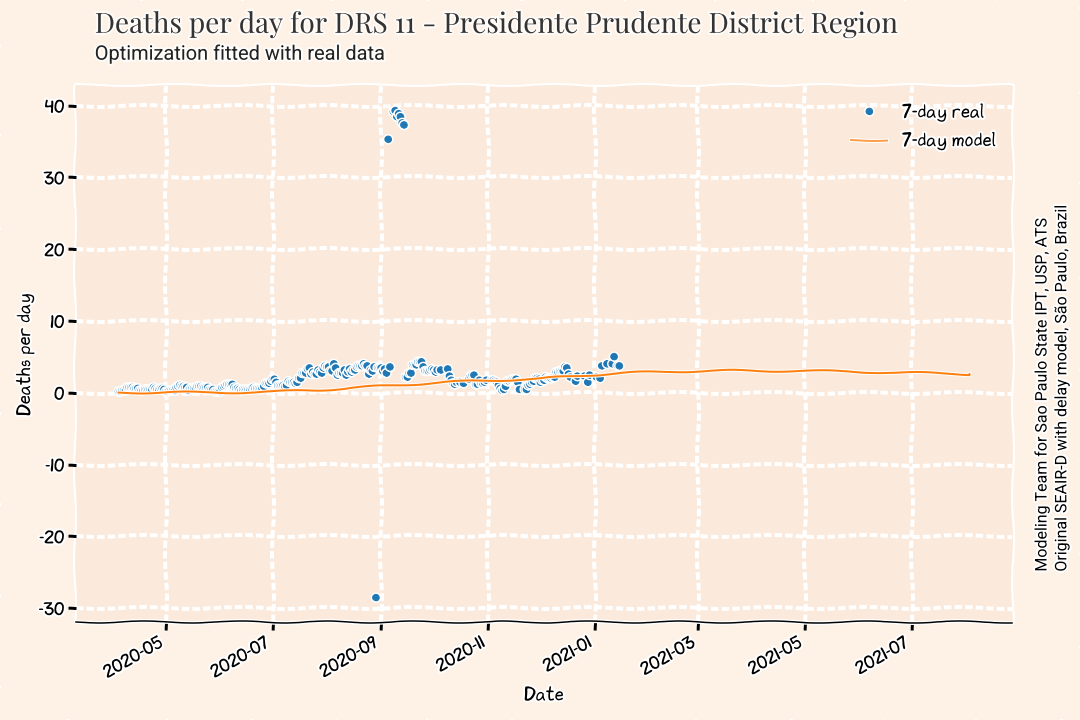 Deaths per day for DRS 11 - Presidente Prudente District Region
Optimization fitted with real data
7-day real
7-day model
Deaths per day
40
30
20
10
0
-10
-20
-30
2020-05
2020-07
2020-09
2020-11
2021-01
2021-03
2021-05
2021-07
Date
Modeling Team for Sao Paulo State IPT, USP, ATS
Original SEAIR-D with delay model, São Paulo, Brazil